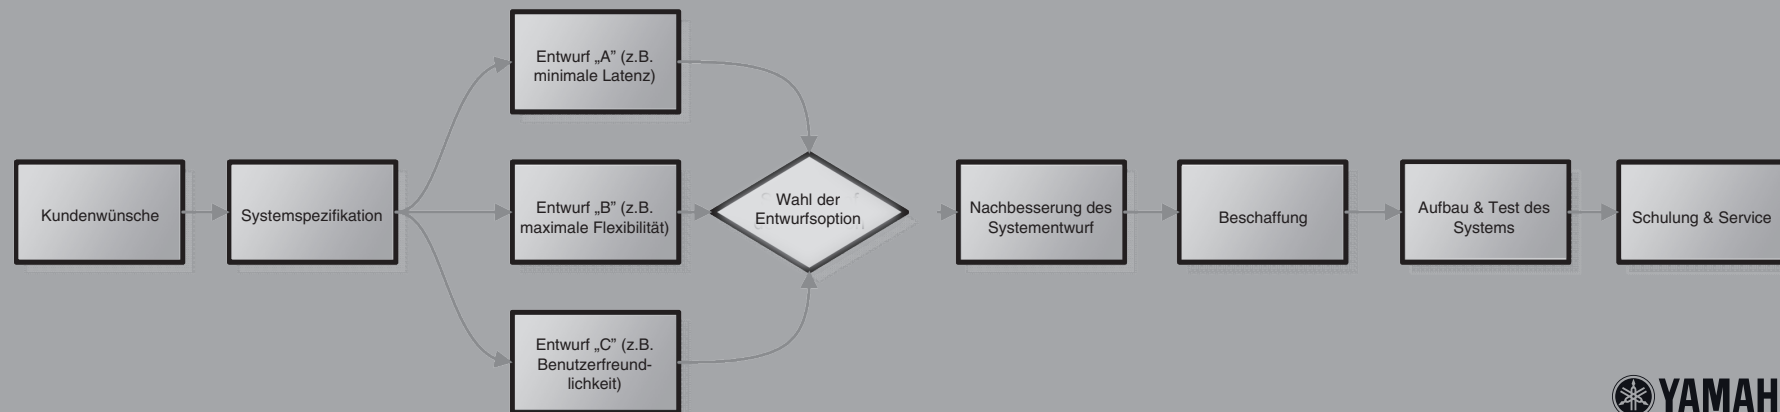 Kundenwünsche
Systemspezifikation
Entwurf „A” (z.B.
minimale Latenz)
Entwurf „B” (z.B.
maximale Flexibilität)
Entwurf „C” (z.B.
Benutzerfreund-
lichkeit)
Wahl der
Entwurfsoption
Nachbesserung des
Systementwurf
Beschaffung
Aufbau & Test des
Systems
Schulung & Service
YAMAH